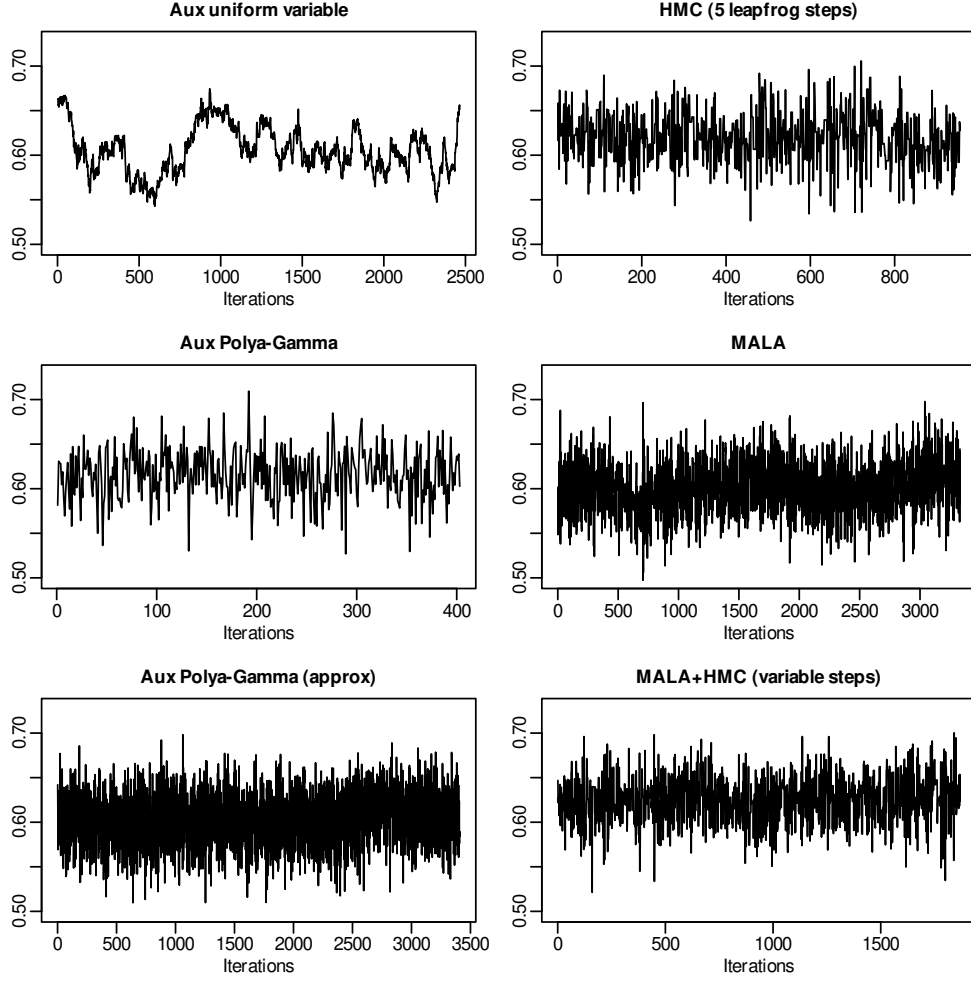 Aux uniform variable
0.70
0.60
0.50
0 500 1000 1500 2000 2500
Iterations
HMC (5 leapfrog steps)
0.70
0.60
0.50
0 200 400 600 800
Iterations
Aux Polya-Gamma
0.70
0.60
0.50
0 100 200 300 400
Iterations
MALA
0.70
0.60
0.50
0 500 1000 1500 2000 2500 3000
Iterations
Aux Polya-Gamma (approx)
0.70
0.60
0.50
0 500 1000 1500 2000 2500 3000 3500
Iterations
MALA+HMC (variable steps)
0.70
0.60
0.50
0 500 1000 1500
Iterations